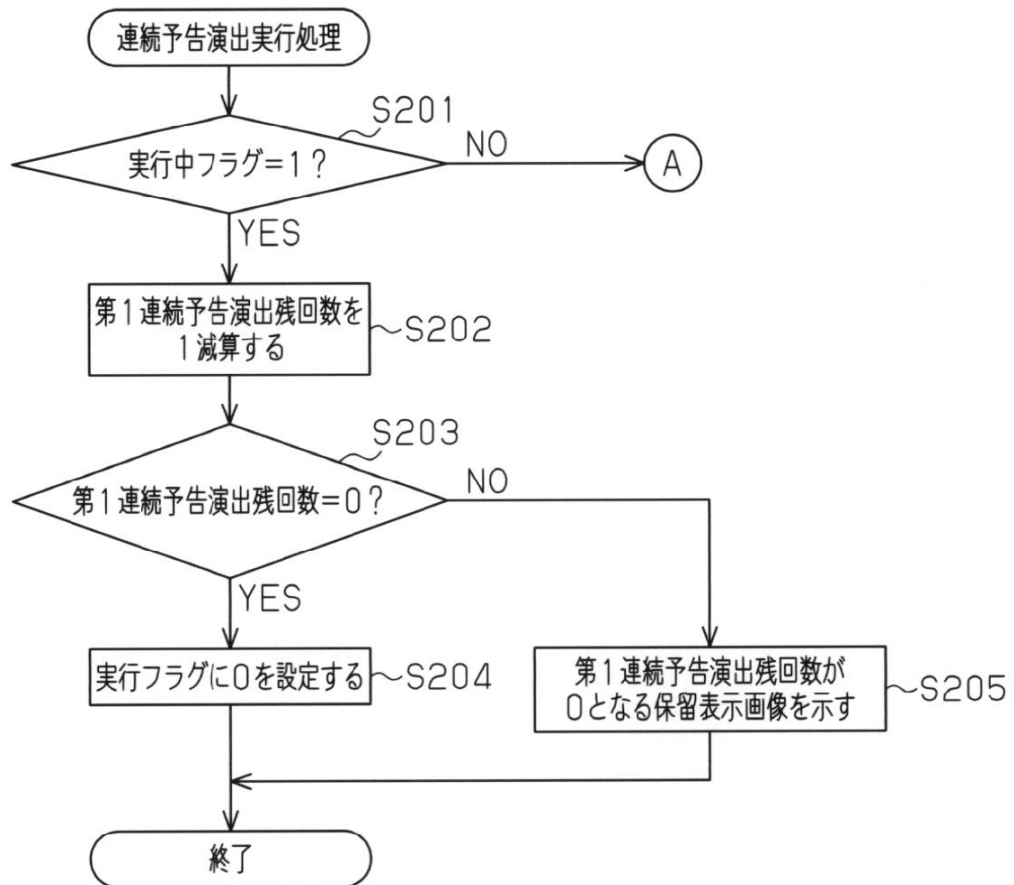 連続予告演出実行処理
S201
実行中フラグ=1?
NO
A
YES
第1連続予告演出残回数を
1減算する
S202
S203
第1連続予告演出残回数=0?
NO
YES
実行フラグに0を設定する
S204
第1連続予告演出残回数が
0となる保留表示画像を示す
S205
終了